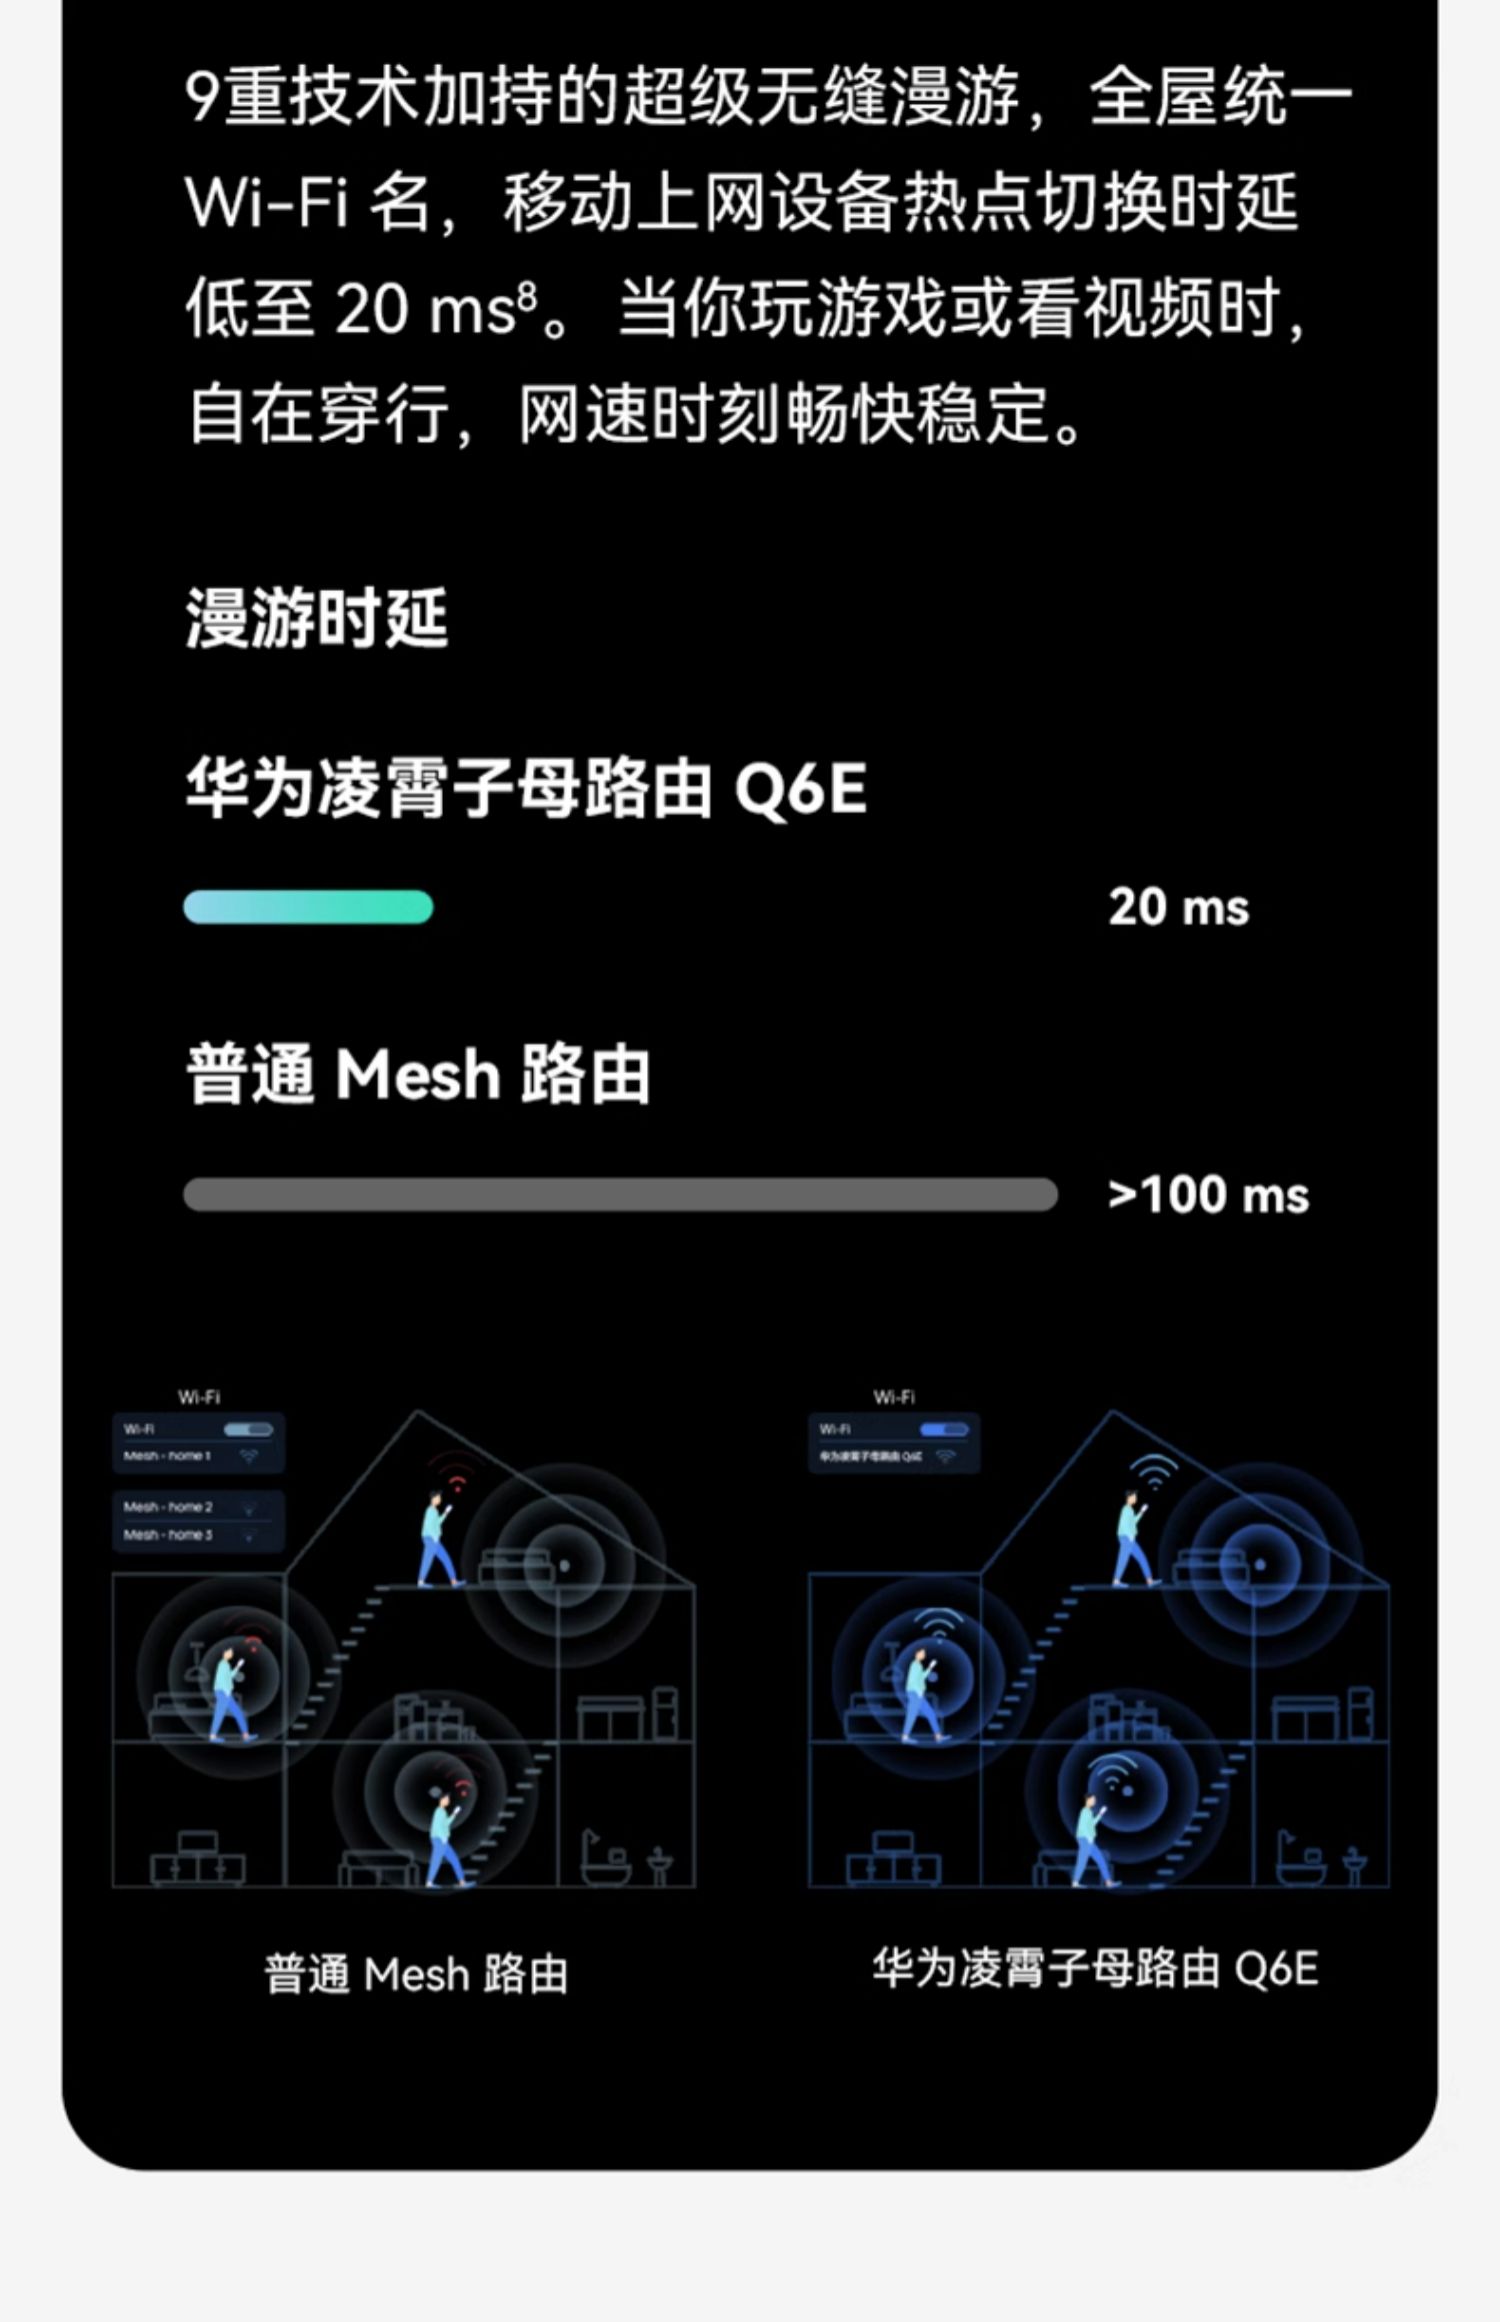 9重技术加持的超级无缝漫游，全屋统一
Wi-Fi 名，移动上网设备热点切换时延
低至 20 ms⁸。当你玩游戏或看视频时，
自在穿行，网速时刻畅快稳定。
漫游时延
华为凌霄子母路由 Q6E
20 ms
普通 Mesh 路由
>100 ms
Wi-Fi
Wi-Fi
Mesh - home 1
Mesh - home 2
Mesh - home 3
普通 Mesh 路由
Wi-Fi
Wi-Fi
华为凌霄子母路由 Q6E
华为凌霄子母路由 Q6E